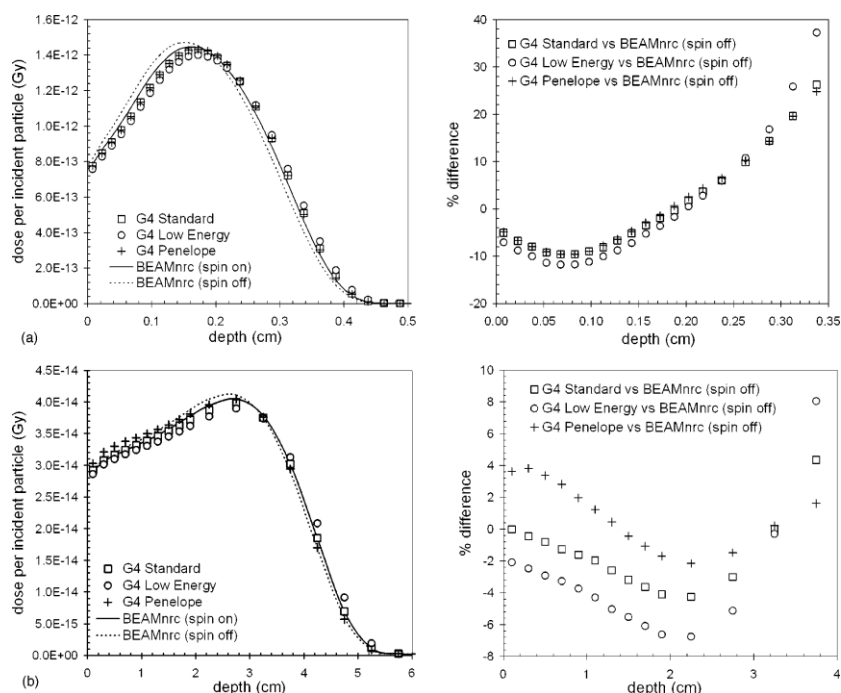 1.6E-12
1.4E-12
1.2E-12
1.0E-12
8.0E-13
6.0E-13
4.0E-13
2.0E-13
0.0E+00
0
0.1
0.2
0.3
0.4
0.5
dose per incident particle (Gy)
depth (cm)
G4 Standard
G4 Low Energy
G4 Penelope
BEAMnrc (spin on)
BEAMnrc (spin off)
(a)
40
30
20
10
0
-10
-20
0.00
0.05
0.10
0.15
0.20
0.25
0.30
0.35
% difference
depth (cm)
G4 Standard vs BEAMnrc (spin off)
G4 Low Energy vs BEAMnrc (spin off)
G4 Penelope vs BEAMnrc (spin off)
4.5E-14
4.0E-14
3.5E-14
3.0E-14
2.5E-14
2.0E-14
1.5E-14
1.0E-14
5.0E-15
0.0E+00
0
1
2
3
4
5
6
dose per incident particle (Gy)
depth (cm)
G4 Standard
G4 Low Energy
G4 Penelope
BEAMnrc (spin on)
BEAMnrc (spin off)
(b)
10
8
6
4
2
0
-2
-4
-6
-8
0
1
2
3
4
% difference
depth (cm)
G4 Standard vs BEAMnrc (spin off)
G4 Low Energy vs BEAMnrc (spin off)
G4 Penelope vs BEAMnrc (spin off)